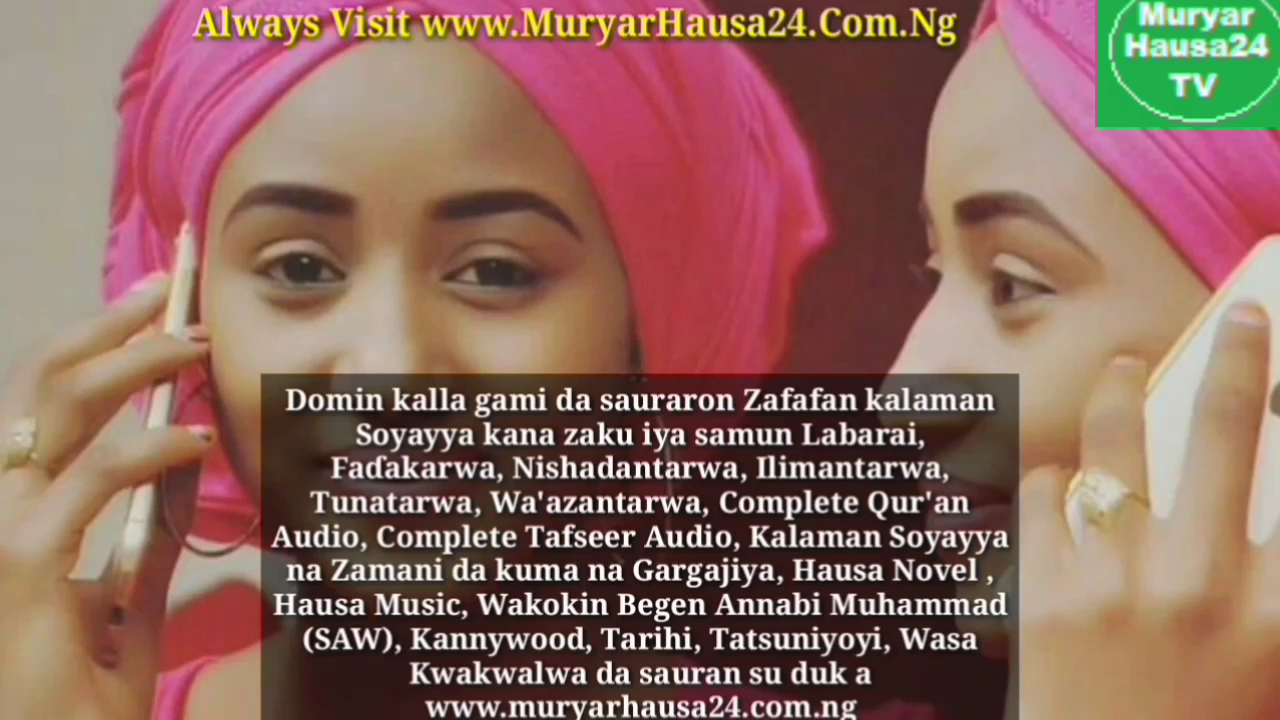 Always Visit www.MuryarHausa24.Com.Ng
Muryar
Hausa24
TV
Domin kalla gami da sauraron Zafafan kalaman
Soyayya kana zaku iya samun Labarai,
Faɗakarwa, Nishadantarwa, Ilimantarwa,
Tunatarwa, Wa'azantarwa, Complete Qur'an
Audio, Complete Tafseer Audio, Kalaman Soyayya
na Zamani da kuma na Gargajiya, Hausa Novel ,
Hausa Music, Wakokin Begen Annabi Muhammad
(SAW), Kannywood, Tarihi, Tatsuniyoyi, Wasa
Kwakwalwa da sauran su duk a
www.muryarhausa24.com.ng